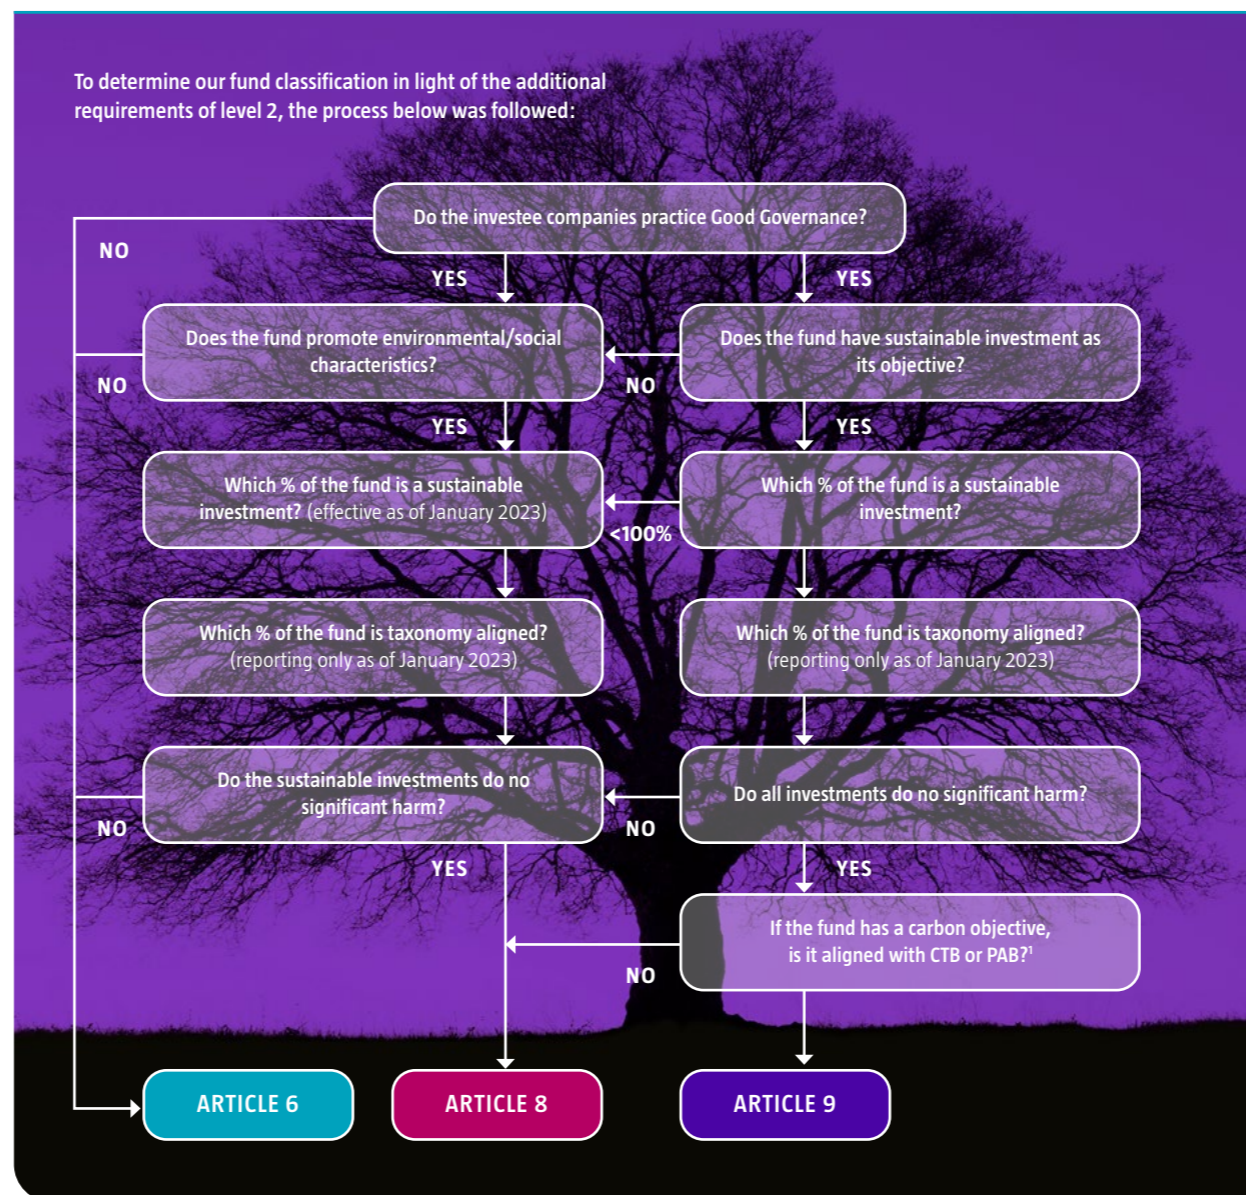 To determine our fund classification in light of the additional
requirements of level 2, the process below was followed:
Do the investee companies practice Good Governance?
NO
YES
YES
Does the fund promote environmental/social
characteristics?
Does the fund have sustainable investment as
its objective?
NO
NO
YES
YES
Which % of the fund is a sustainable
investment? (effective as of January 2023)
Which % of the fund is a sustainable
investment?
<100%
Which % of the fund is taxonomy aligned?
(reporting only as of January 2023)
Which % of the fund is taxonomy aligned?
(reporting only as of January 2023)
Do the sustainable investments do no
significant harm?
Do all investments do no significant harm?
NO
NO
YES
YES
If the fund has a carbon objective,
is it aligned with CTB or PAB?¹
NO
ARTICLE 6
ARTICLE 8
ARTICLE 9